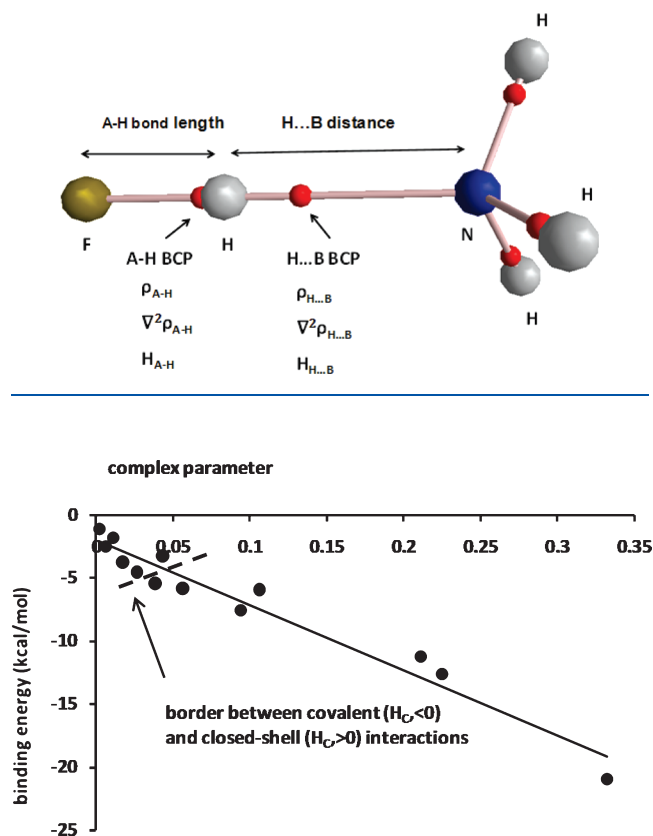 H
A-H bond length
H...B distance
H
F
H
N
A-H BCP
H...B BCP
H
ρA-H
ρH...B
∇²ρA-H
∇²ρH...B
HA-H
HH...B
complex parameter
0
0
0.05
0.1
0.15
0.2
0.25
0.3
0.35
-5
-10
border between covalent (HC,<0)
and closed-shell (HC,>0) interactions
-15
-20
-25
binding energy (kcal/mol)